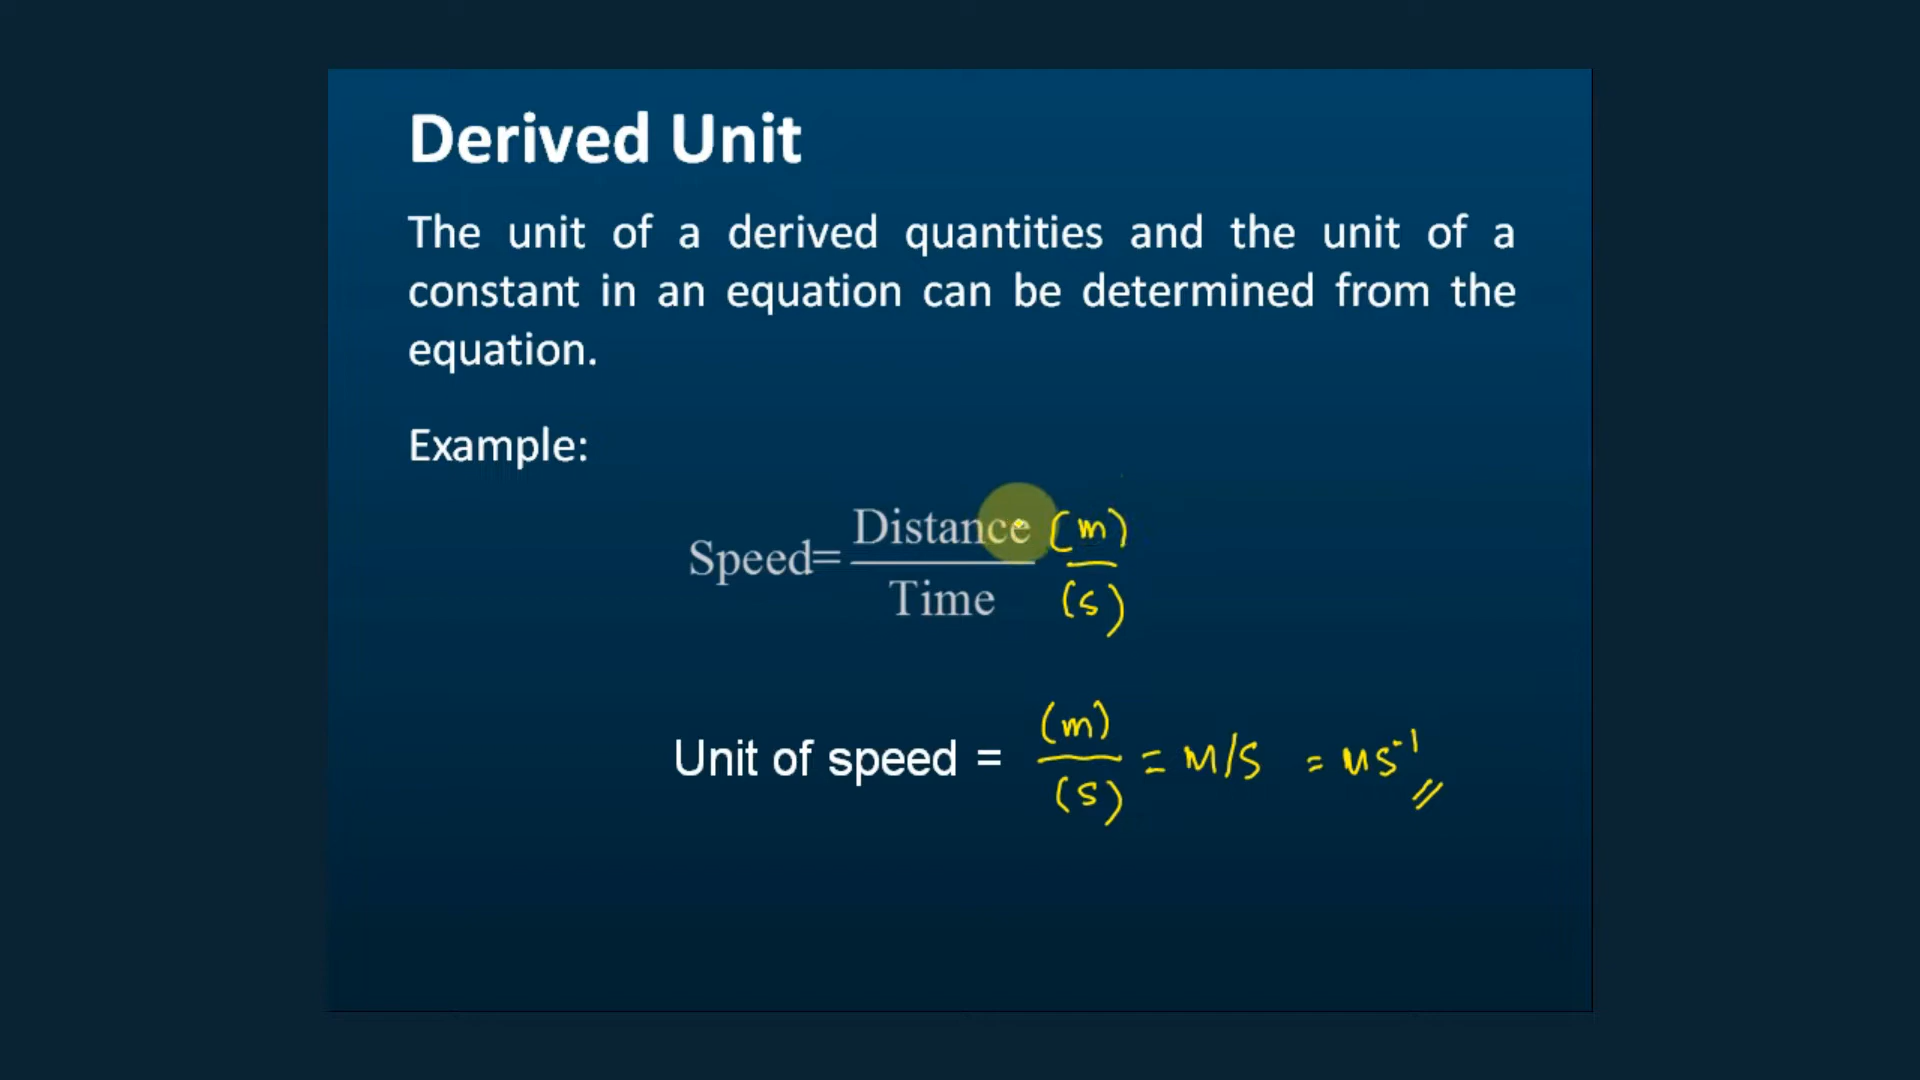 Derived Unit
The unit of a derived quantities and the unit of a
constant in an equation can be determined from the
equation.
Example:
Speed= Distance / Time (m) / (s)
Unit of speed = (m) / (s) = m/s = ms⁻¹